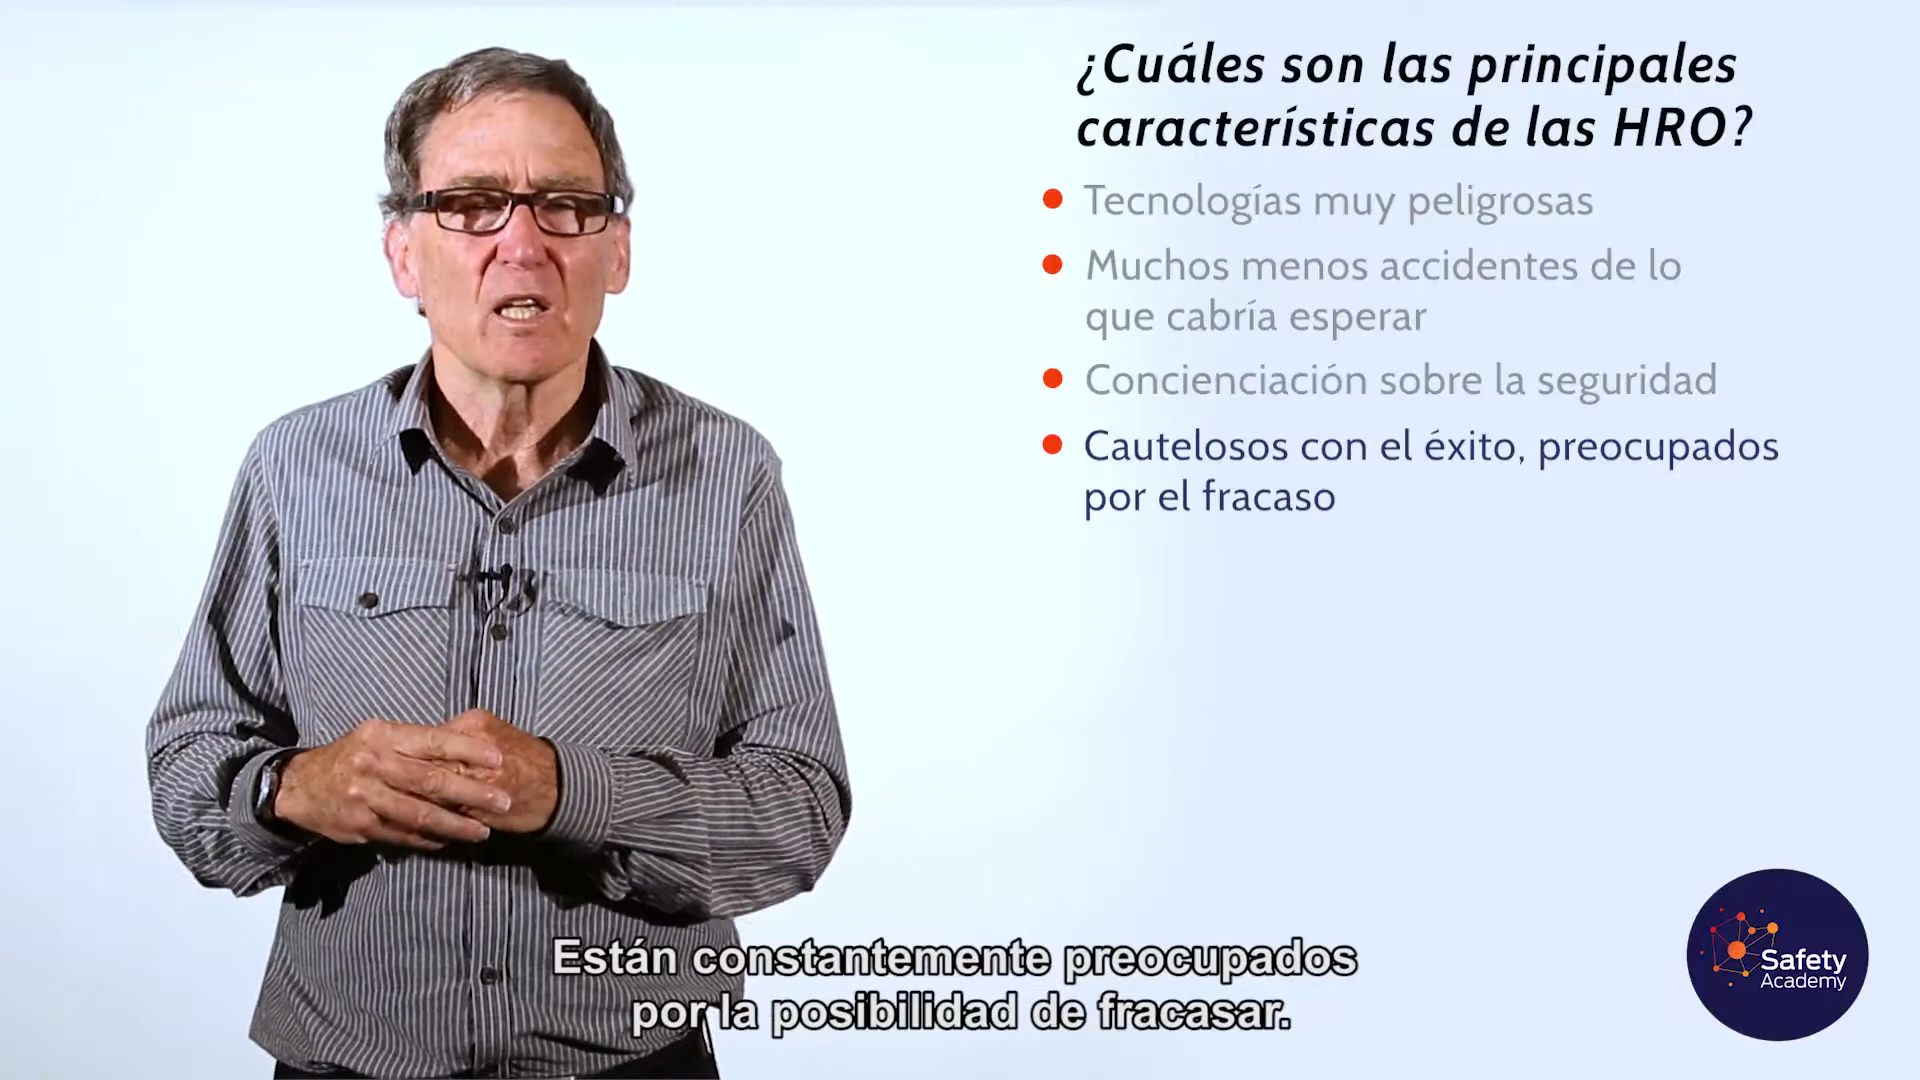 ¿Cuáles son las principales
características de las HRO?
Tecnologías muy peligrosas
Muchos menos accidentes de lo
que cabría esperar
Concienciación sobre la seguridad
Cautelosos con el éxito, preocupados
por el fracaso
Están constantemente preocupados
por la posibilidad de fracasar.
Safety
Academy